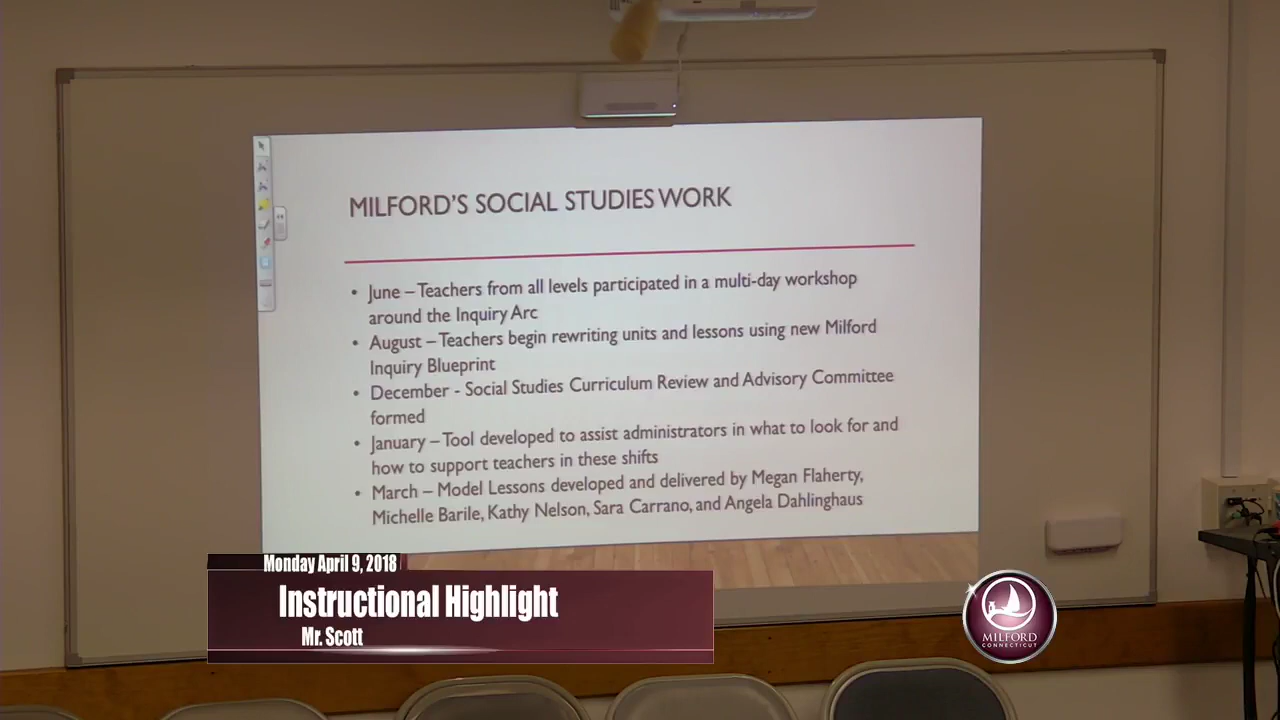 MILFORD'S SOCIAL STUDIES WORK
• June – Teachers from all levels participated in a multi-day workshop
around the Inquiry Arc
• August – Teachers begin rewriting units and lessons using new Milford
Inquiry Blueprint
• December - Social Studies Curriculum Review and Advisory Committee
formed
• January – Tool developed to assist administrators in what to look for and
how to support teachers in these shifts
• March – Model Lessons developed and delivered by Megan Flaherty,
Michelle Barile, Kathy Nelson, Sara Carrano, and Angela Dahlinghaus
Monday April 9, 2018
Instructional Highlight
Mr. Scott
MILFORD
CONNECTICUT